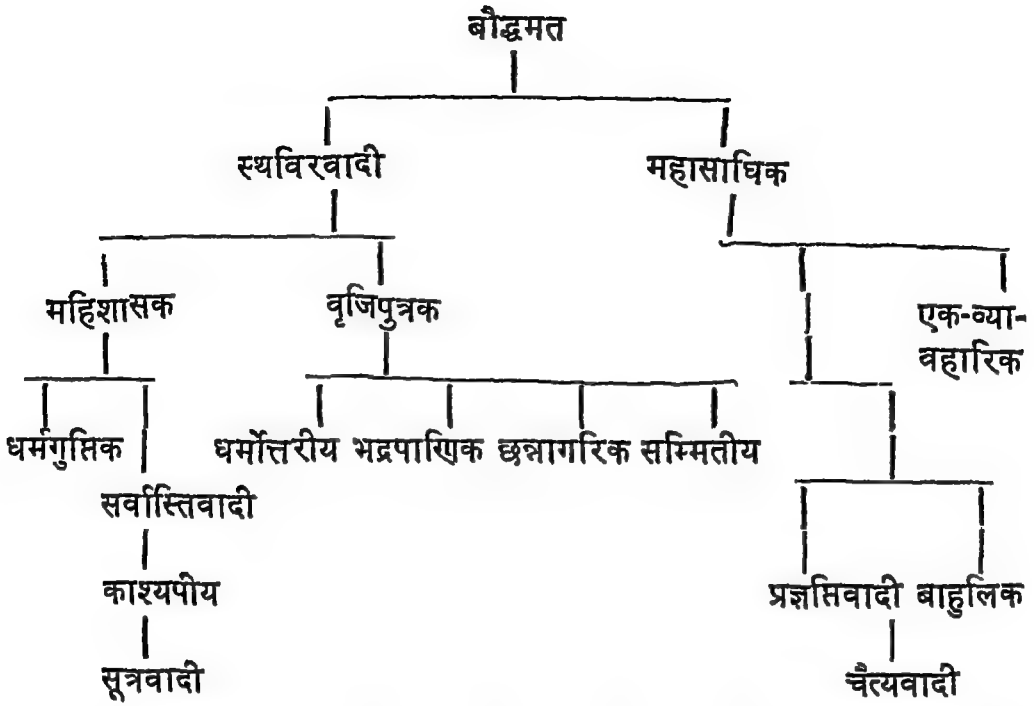 बौद्धमत
स्थविरवादी महासाघिक
महिशासक वृजिपुत्रक एक-व्या-
वहारिक
धर्मगुप्तिक धर्मोत्तरीय भद्रपाणिक छन्नागरिक सम्मितीय
सर्वास्तिवादी
काश्यपीय प्रज्ञप्तिवादी बाहुलिक
सूत्रवादी चैत्यवादी